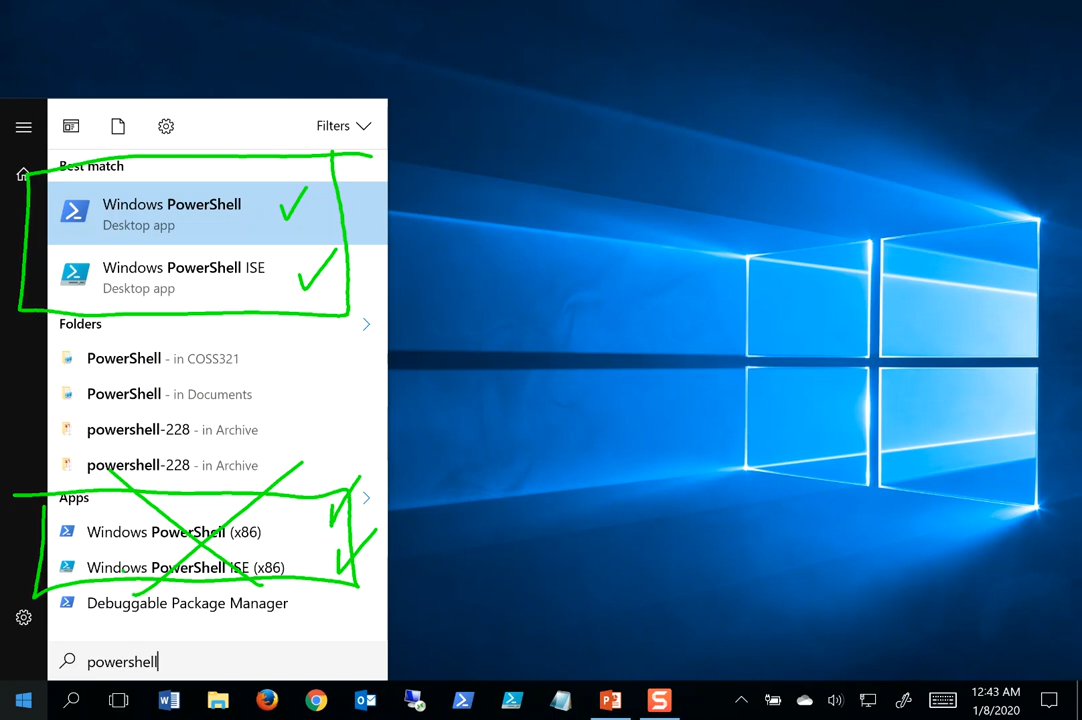 Filters
Best match
Windows PowerShell
Desktop app
Windows PowerShell ISE
Desktop app
Folders
PowerShell - in COSS321
PowerShell - in Documents
powershell-228 - in Archive
powershell-228 - in Archive
Apps
Windows PowerShell (x86)
Windows PowerShell ISE (x86)
Debuggable Package Manager
powershell
12:43 AM
1/8/2020